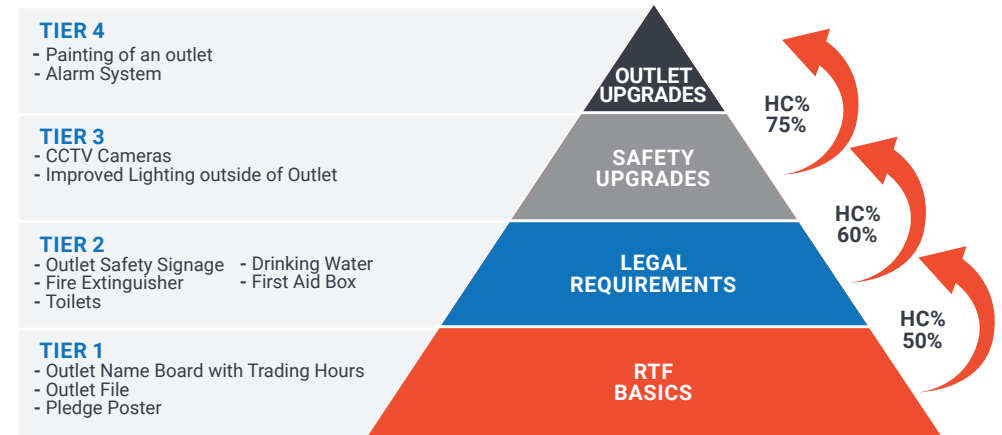 TIER 4
- Painting of an outlet
- Alarm System
OUTLET
UPGRADES
HC%
75%
TIER 3
- CCTV Cameras
- Improved Lighting outside of Outlet
SAFETY
UPGRADES
HC%
60%
TIER 2
- Outlet Safety Signage - Drinking Water
- Fire Extinguisher - First Aid Box
- Toilets
LEGAL
REQUIREMENTS
HC%
50%
TIER 1
- Outlet Name Board with Trading Hours
- Outlet File
- Pledge Poster
RTF
BASICS